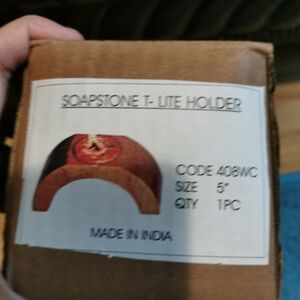 SOAPSTONE T- LITE HOLDER
CODE 408WC
SIZE 5"
QTY 1PC
MADE IN INDIA